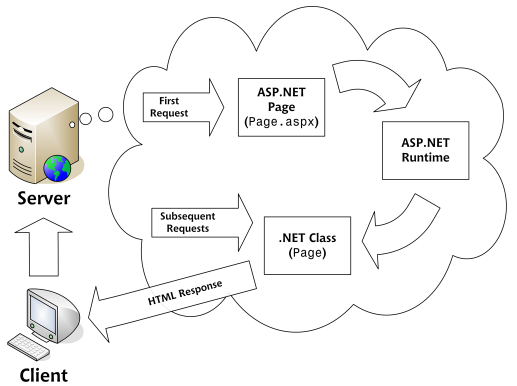 First
Request
ASP.NET
Page
(Page.aspx)
ASP.NET
Runtime
Server
Subsequent
Requests
.NET Class
(Page)
HTML Response
Client